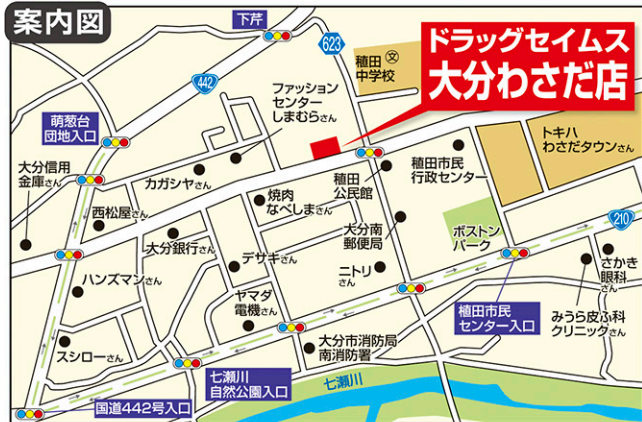 案内図
下芹
623
442
植田
中学校
文
ドラッグセイムス
大分わさだ店
ファッション
センター
しまむらさん
萌葱台
団地入口
大分信用
金庫さん
カガシヤさん
植田
公民館
植田市民
行政センター
トキハ
わさだタウンさん
西松屋さん
焼肉
なべしまさん
大分銀行さん
大分南
郵便局
ボストン
パーク
210
デサキさん
ハンズマンさん
ニトリ
さん
さかき
眼科
さん
ヤマダ
電機さん
植田市民
センター入口
みうら皮ふ科
クリニックさん
スシローさん
大分市消防局
南消防署
七瀬川
自然公園入口
七瀬川
国道442号入口